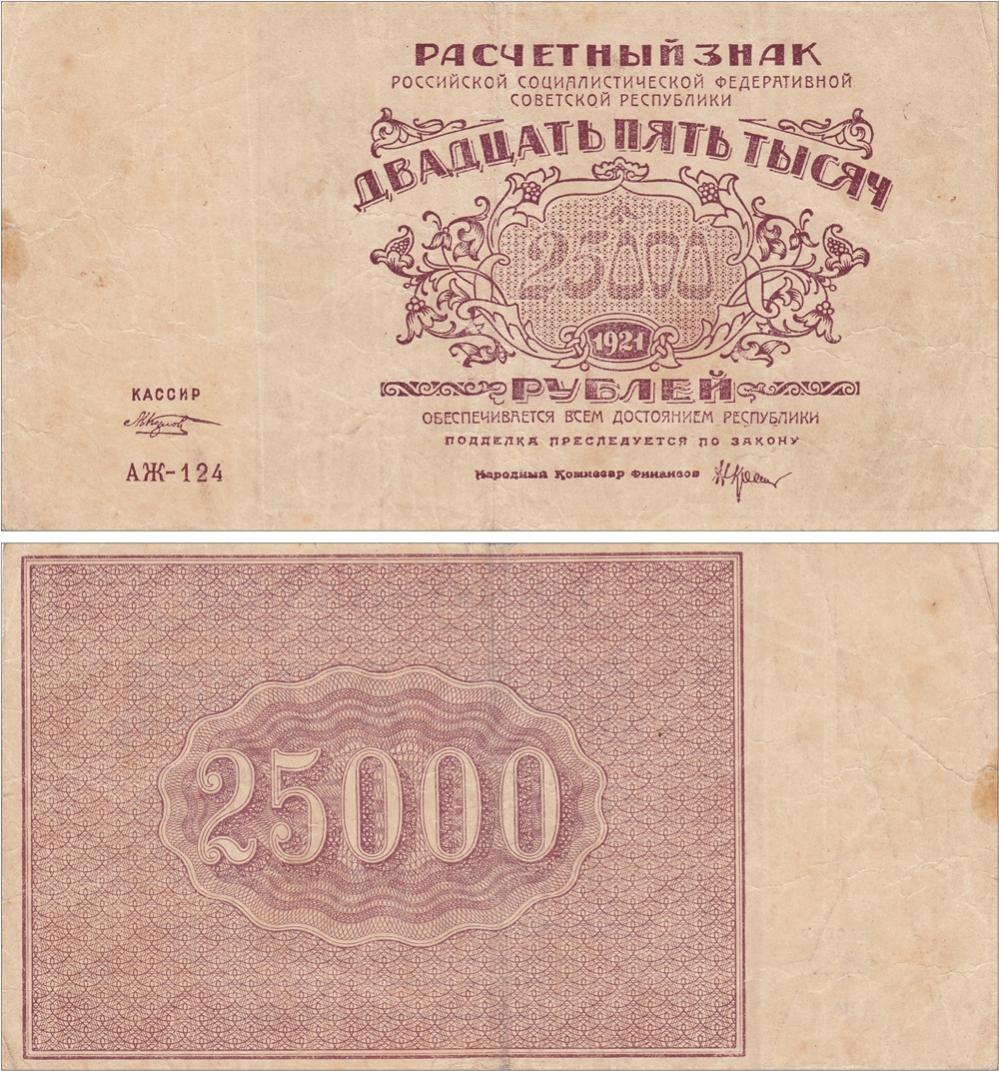 РАСЧЕТНЫЙ ЗНАК
РОССИЙСКОЙ СОЦИАЛИСТИЧЕСКОЙ ФЕДЕРАТИВНОЙ
СОВЕТСКОЙ РЕСПУБЛИКИ
ДВАДЦАТЬ ПЯТЬ ТЫСЯЧ
25000
1921
РУБЛЕЙ
ОБЕСПЕЧИВАЕТСЯ ВСЕМ ДОСТОЯНИЕМ РЕСПУБЛИКИ
ПОДДЕЛКА ПРЕСЛЕДУЕТСЯ ПО ЗАКОНУ
Народный Комиссар Финансов
КАССИР
АЖ-124
25000